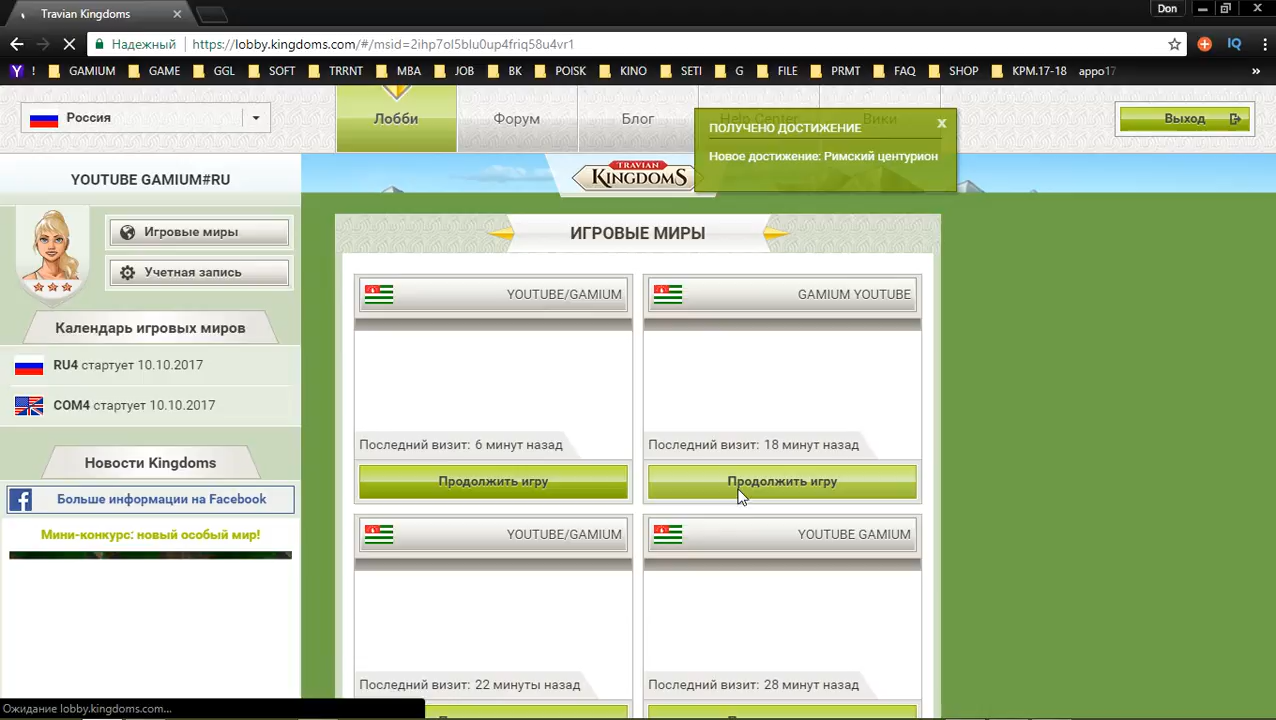 Travian Kingdoms
Don
Надежный
https://lobby.kingdoms.com/#/msid=2ihp7ol5blu0up4friq58u4vr1
IQ
! GAMIUM GAME GGL SOFT TRRNT MBA JOB BK POISK KINO SETI G FILE PRMT FAQ SHOP КРМ.17-18 appo17 »
Россия
Лобби
Форум
Блог
Help Center
Вики
Выход
ПОЛУЧЕНО ДОСТИЖЕНИЕ x
Новое достижение: Римский центурион
TRAVIAN
KINGDOMS
YOUTUBE GAMIUM#RU
Игровые миры
Учетная запись
Календарь игровых миров
RU4 стартует 10.10.2017
COM4 стартует 10.10.2017
Новости Kingdoms
Больше информации на Facebook
Мини-конкурс: новый особый мир!
ИГРОВЫЕ МИРЫ
YOUTUBE/GAMIUM
Последний визит: 6 минут назад
Продолжить игру
GAMIUM YOUTUBE
Последний визит: 18 минут назад
Продолжить игру
YOUTUBE/GAMIUM
Последний визит: 22 минуты назад
YOUTUBE GAMIUM
Последний визит: 28 минут назад
Ожидание lobby.kingdoms.com...